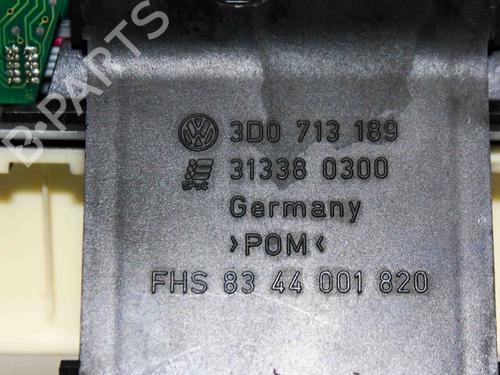 B-PARTS
3D0 713 189
31338 0300
Germany
>POM<
FHS 83 44 001 820